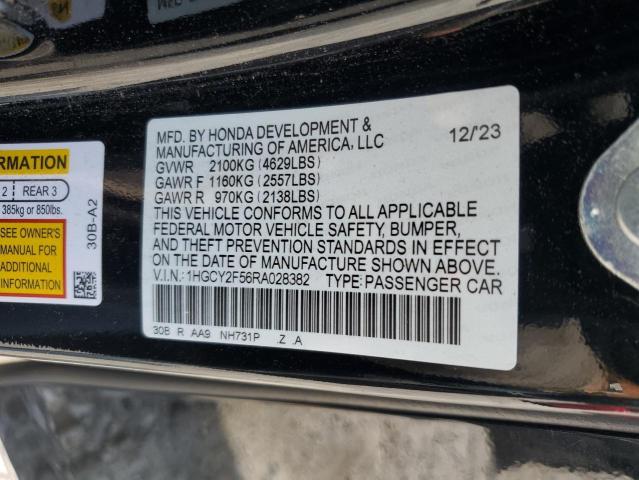 MFD. BY HONDA DEVELOPMENT &
MANUFACTURING OF AMERICA, LLC
12/'23
GVWR 2100KG (4629LBS)
GAWR F 1160KG (2557LBS)
GAWR R 970KG (2138LBS)
THIS VEHICLE CONFORMS TO ALL APPLICABLE
FEDERAL MOTOR VEHICLE SAFETY, BUMPER,
AND THEFT PREVENTION STANDARDS IN EFFECT
ON THE DATE OF MANUFACTURE SHOWN ABOVE.
V.I.N.: 1HGCY2F56RA028382 TYPE: PASSENGER CAR
30B R AA9 NH731P Z A
ORMATION
2 REAR 3
385kg or 850lbs.
SEE OWNER'S
MANUAL FOR
ADDITIONAL
INFORMATION
30B-A2